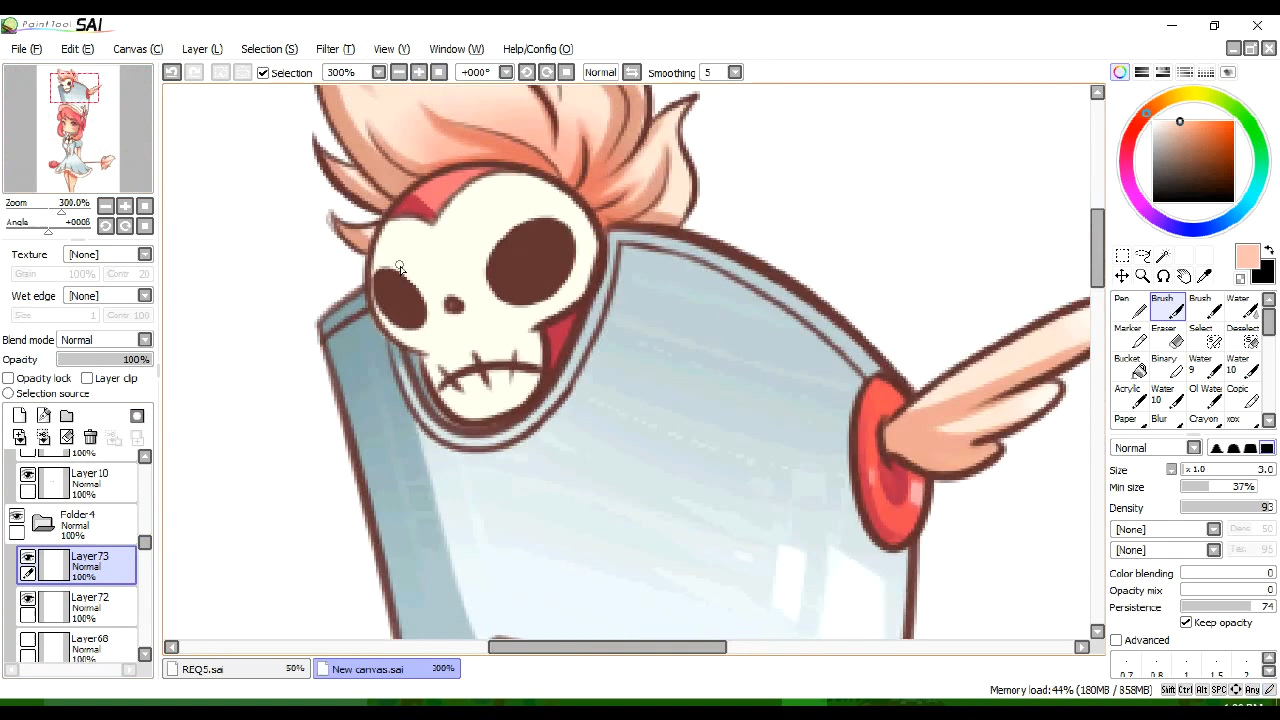 PaintTool SAI
File (F) Edit (E) Canvas (C) Layer (L) Selection (S) Filter (T) View (V) Window (W) Help/Config (O)
Selection 300% +000° Normal Smoothing 5
Zoom 300.0%
Angle +000°
Texture [None]
Grain 100% Contr 20
Wet edge [None]
Size 1 Contr 100
Blend mode Normal
Opacity 100%
Opacity lock Layer clip
Selection source
100%
Layer10
Normal
100%
Folder4
Normal
100%
Layer73
Normal
100%
Layer72
Normal
100%
Layer68
Normal
Pen Brush Brush Water
Marker Eraser Select Deselect
Bucket Binary Water 9 Water 10
Acrylic Water 10 Oil Water Copic
Paper Blur Crayon xox
Normal
Size x 1.0 3.0
Min size 37%
Density 93
[None] Dens 50
[None] 95
Color blending 0
Opacity mix 0
Persistence 74
Keep opacity
Advanced
0.7 0.8 1 1.5 2
REQ5.sai 50% New canvas.sai 300%
Memory load: 44% (180MB / 858MB) Shift Ctrl Alt SPC Any